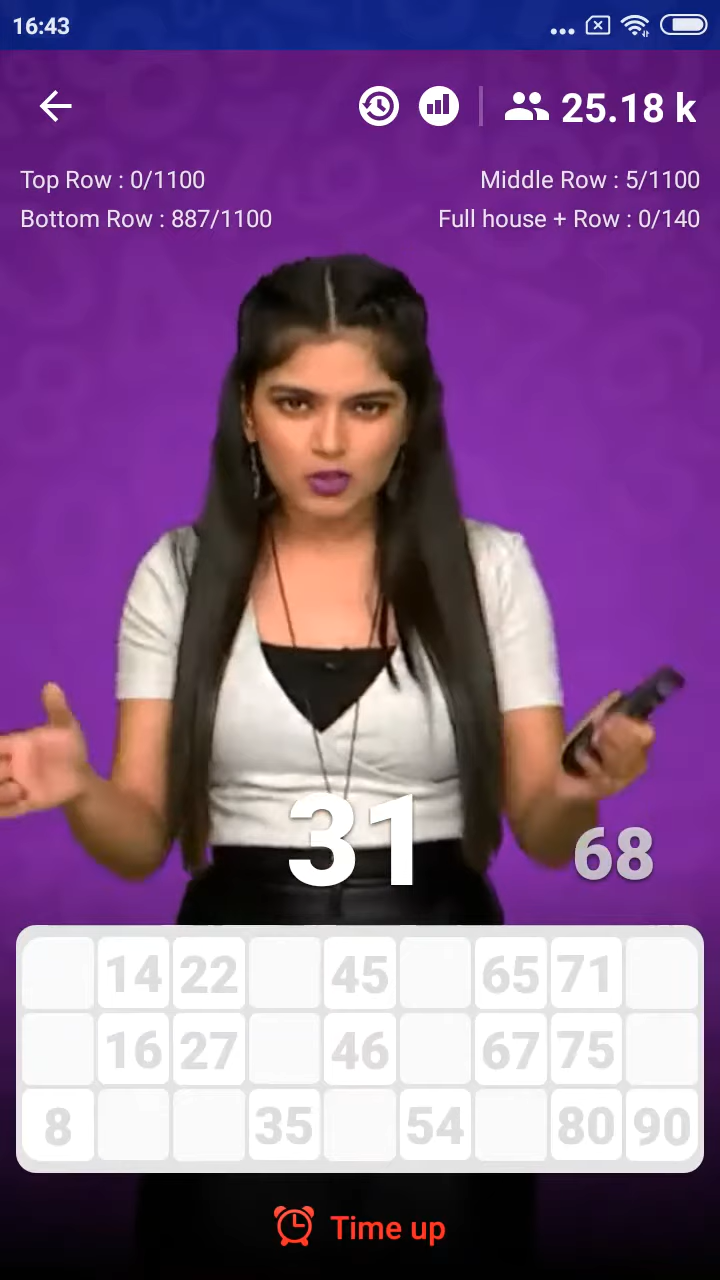 16:43
25.18 k
Top Row : 0/1100 Middle Row : 5/1100
Bottom Row : 887/1100 Full house + Row : 0/140
31 68
14 22 45 65 71
16 27 46 67 75
8 35 54 80 90
Time up